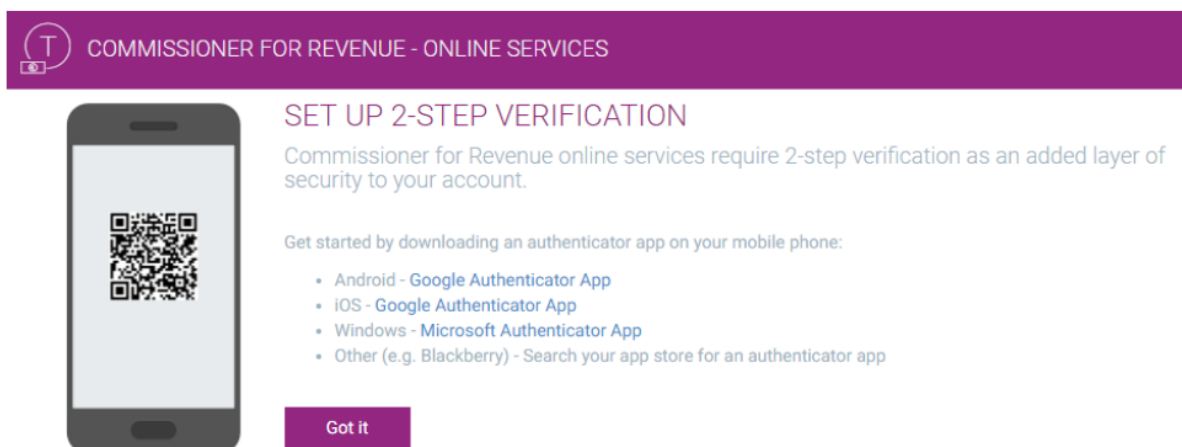 T
COMMISSIONER FOR REVENUE - ONLINE SERVICES
SET UP 2-STEP VERIFICATION
Commissioner for Revenue online services require 2-step verification as an added layer of
security to your account.
Get started by downloading an authenticator app on your mobile phone:
• Android - Google Authenticator App
• iOS - Google Authenticator App
• Windows - Microsoft Authenticator App
• Other (e.g. Blackberry) - Search your app store for an authenticator app
Got it